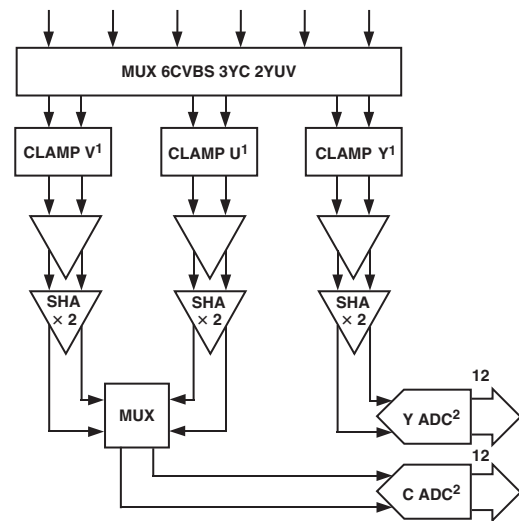 MUX 6CVBS 3YC 2YUV
CLAMP V¹
CLAMP U¹
CLAMP Y¹
SHA
× 2
SHA
× 2
SHA
× 2
MUX
12
Y ADC²
12
C ADC²